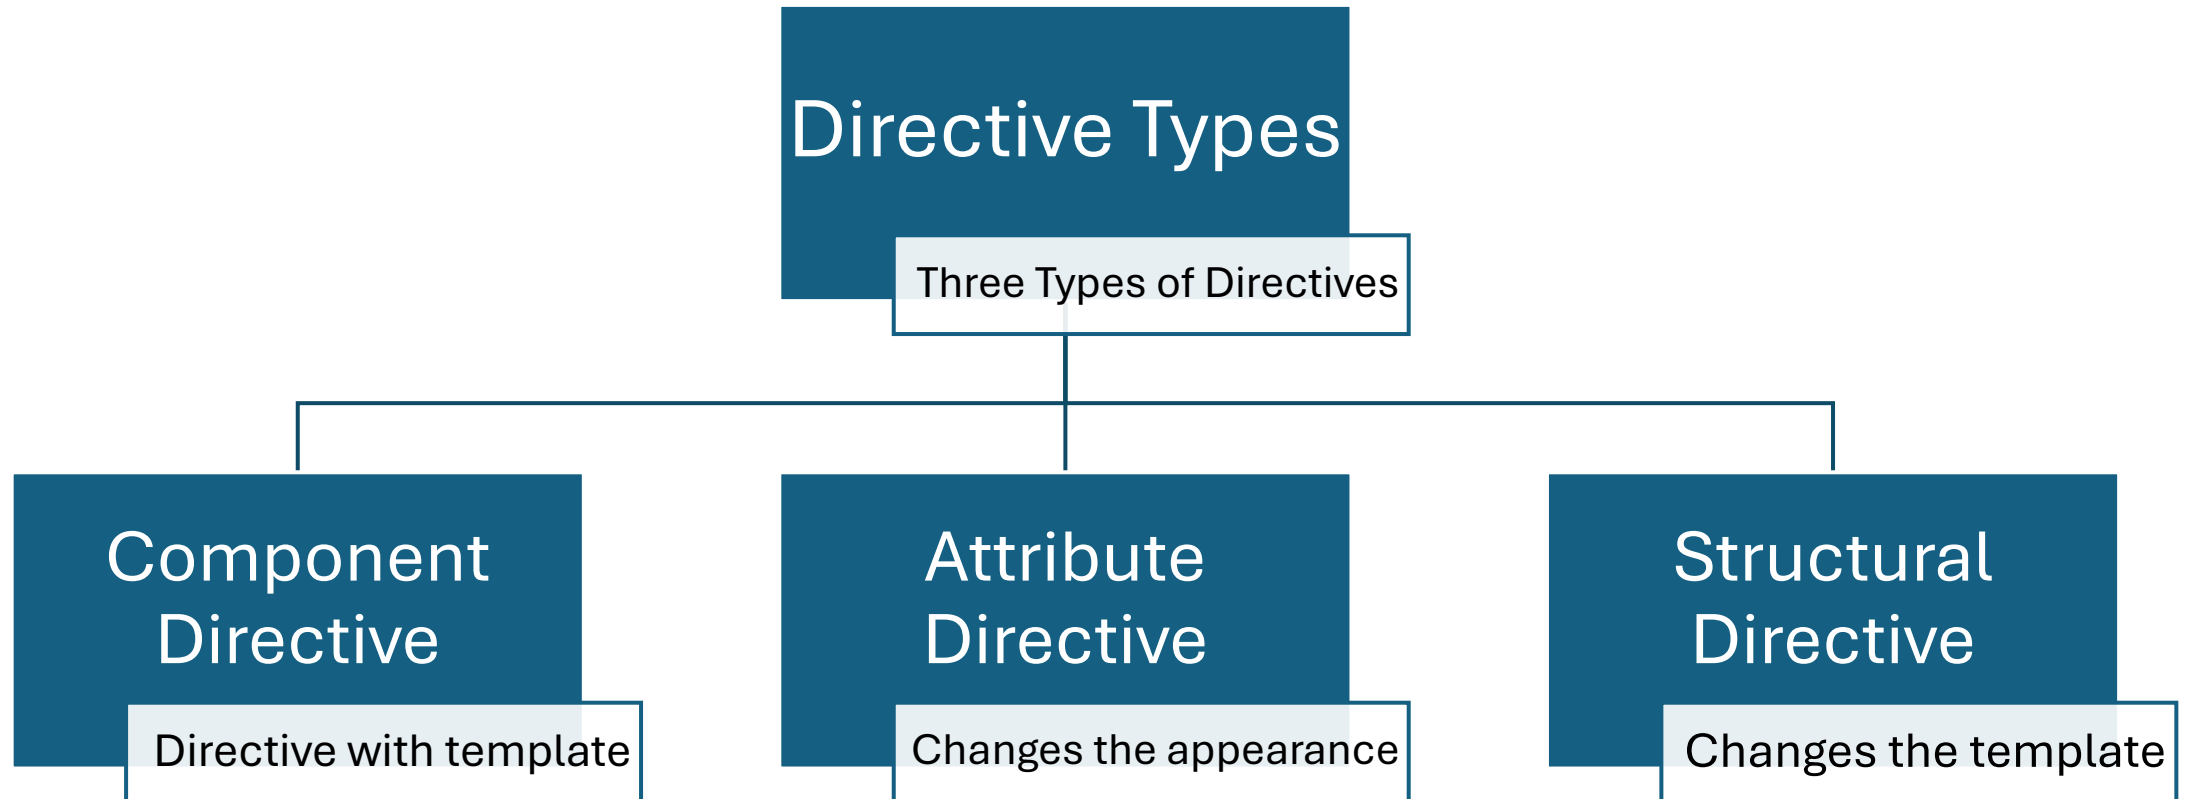 Directive Types
Three Types of Directives
Component
Directive
Directive with template
Attribute
Directive
Changes the appearance
Structural
Directive
Changes the template